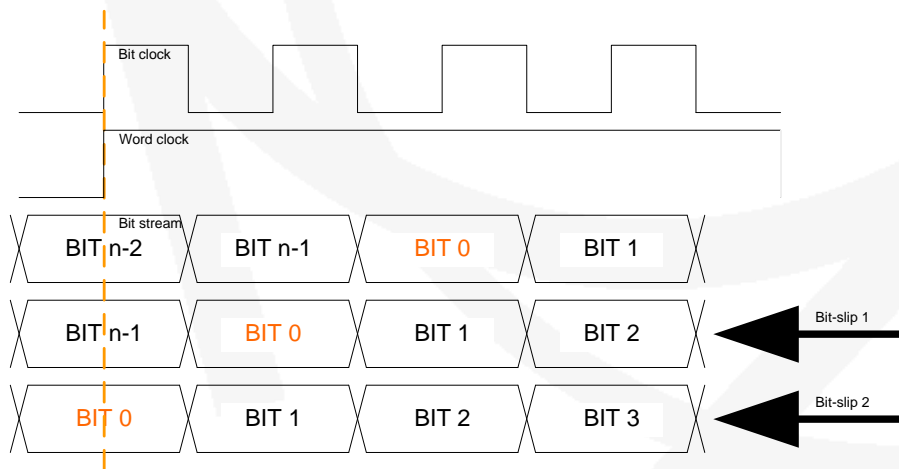 Bit clock
Word clock
Bit stream
BIT n-2 BIT n-1 BIT 0 BIT 1
BIT n-1 BIT 0 BIT 1 BIT 2
Bit-slip 1
BIT 0 BIT 1 BIT 2 BIT 3
Bit-slip 2